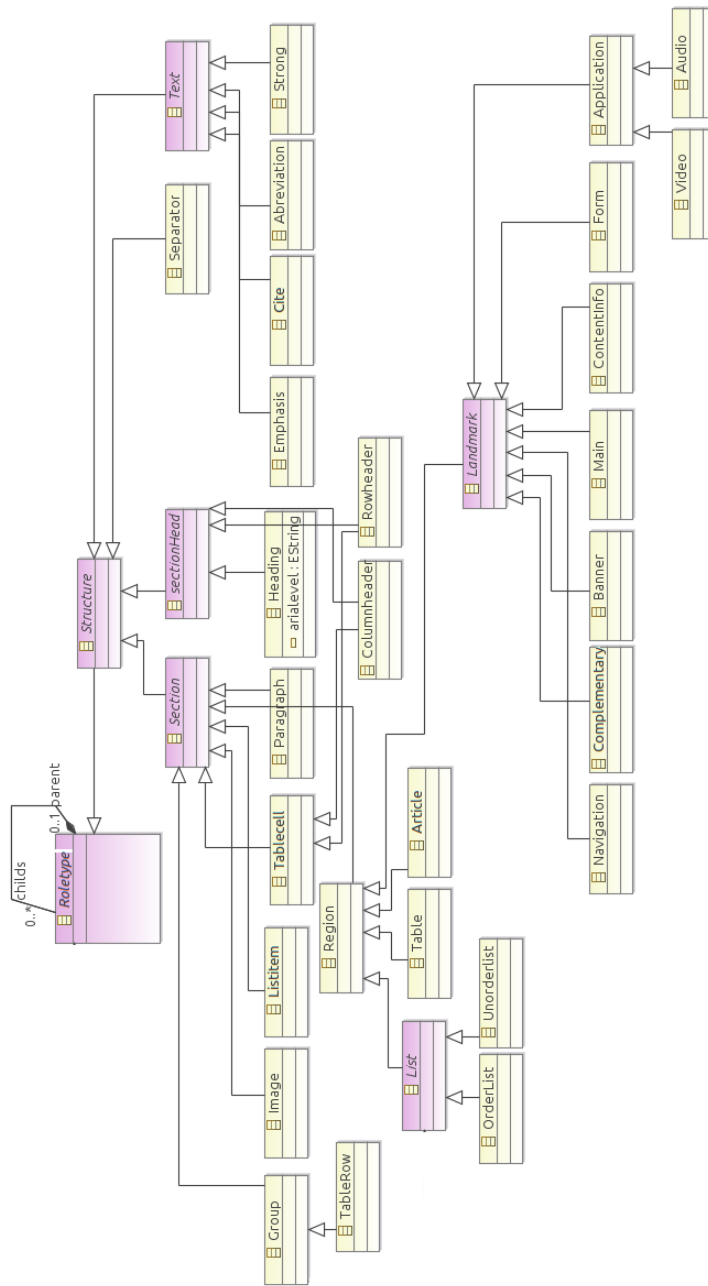 0..* childs
0..1 parent
Roletype
Structure
Section
sectionHead
Separator
Text
Group
Image
Listitem
Tablecell
Paragraph
Heading
arialevel : EString
Emphasis
Cite
Abreviation
Strong
TableRow
Region
Columnheader
Rowheader
List
Table
Article
OrderList
Unorderlist
Landmark
Navigation
Complementary
Banner
Main
ContentInfo
Form
Application
Video
Audio